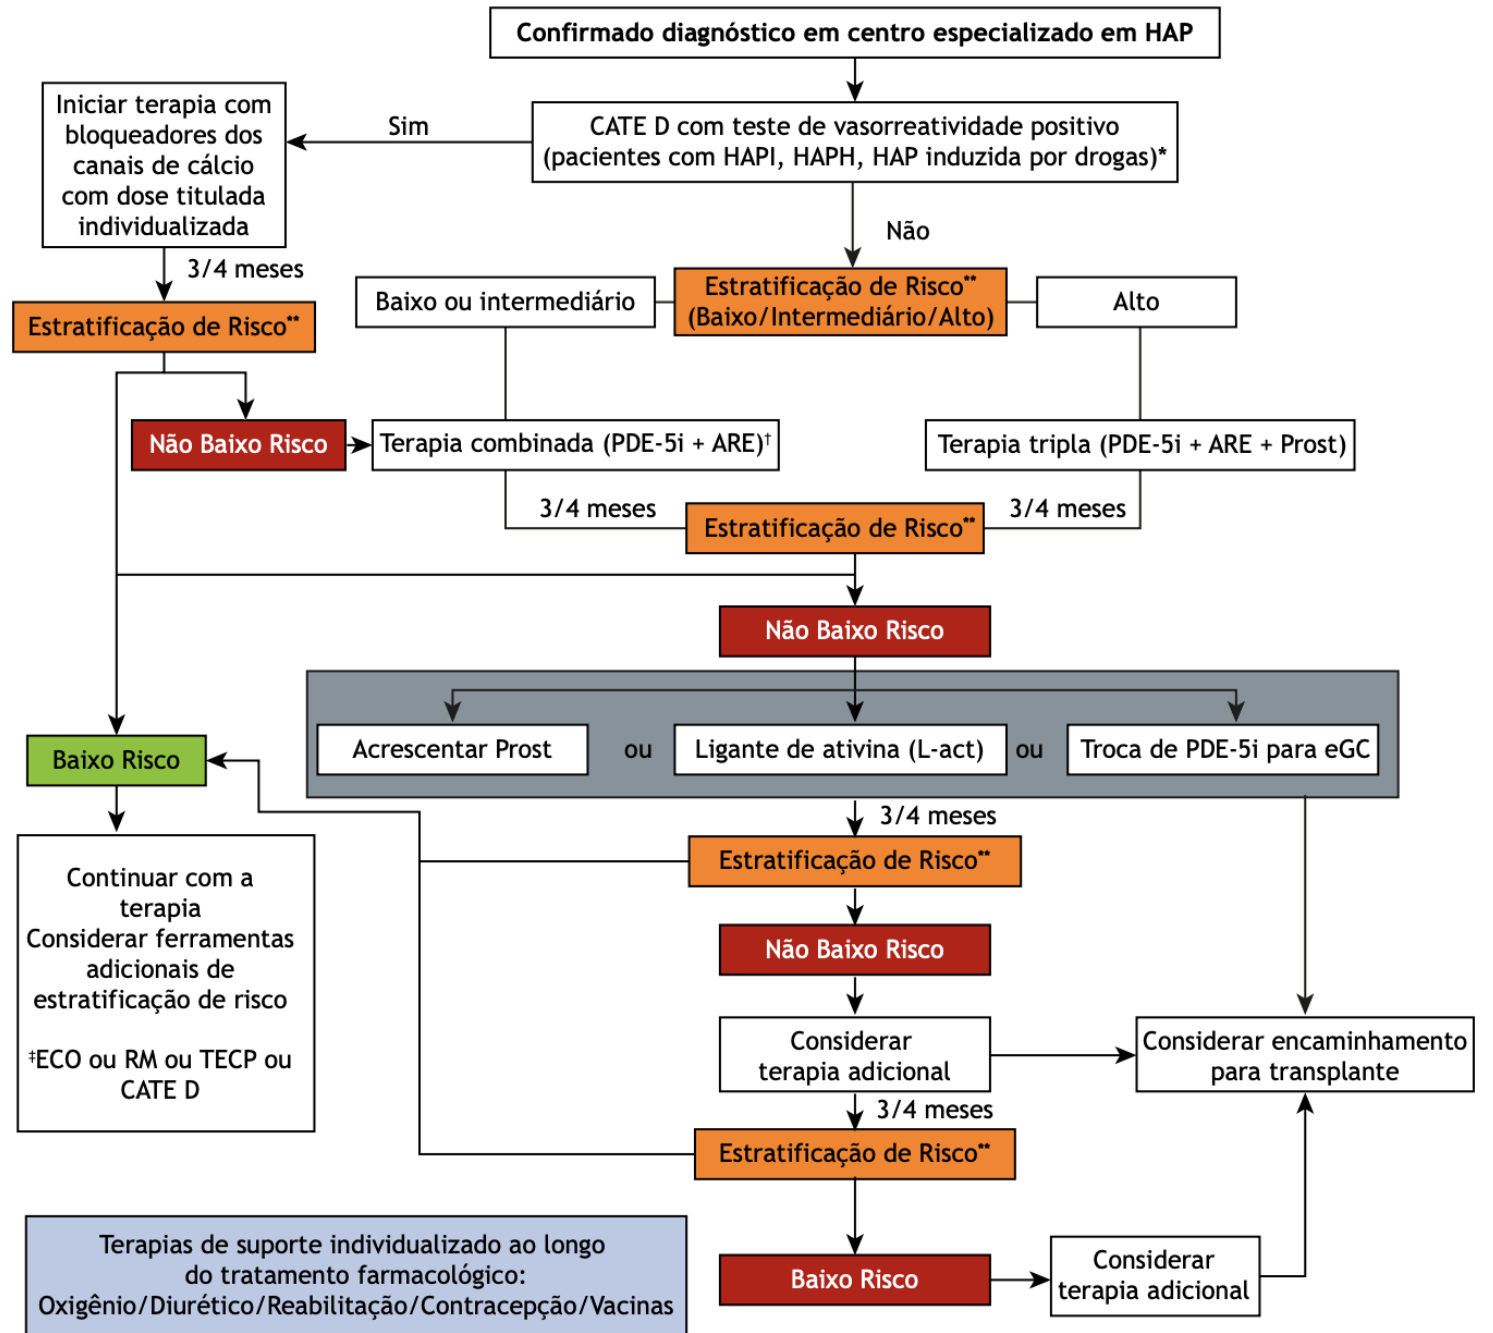 Confirmado diagnóstico em centro especializado em HAP
Iniciar terapia com
bloqueadores dos
canais de cálcio
com dose titulada
individualizada
Sim
CATE D com teste de vasorreatividade positivo
(pacientes com HAPI, HAPH, HAP induzida por drogas)*
Não
3/4 meses
Estratificação de Risco**
Baixo ou intermediário
Estratificação de Risco**
(Baixo/Intermediário/Alto)
Alto
Não Baixo Risco
Terapia combinada (PDE-5i + ARE)†
Terapia tripla (PDE-5i + ARE + Prost)
3/4 meses
Estratificação de Risco**
3/4 meses
Não Baixo Risco
Acrescentar Prost
ou
Ligante de ativina (L-act)
ou
Troca de PDE-5i para eGC
Baixo Risco
3/4 meses
Estratificação de Risco**
Continuar com a
terapia
Considerar ferramentas
adicionais de
estratificação de risco
‡ECO ou RM ou TECP ou
CATE D
Não Baixo Risco
Considerar
terapia adicional
Considerar encaminhamento
para transplante
3/4 meses
Estratificação de Risco**
Terapias de suporte individualizado ao longo
do tratamento farmacológico:
Oxigênio/Diurético/Reabilitação/Contracepção/Vacinas
Baixo Risco
Considerar
terapia adicional